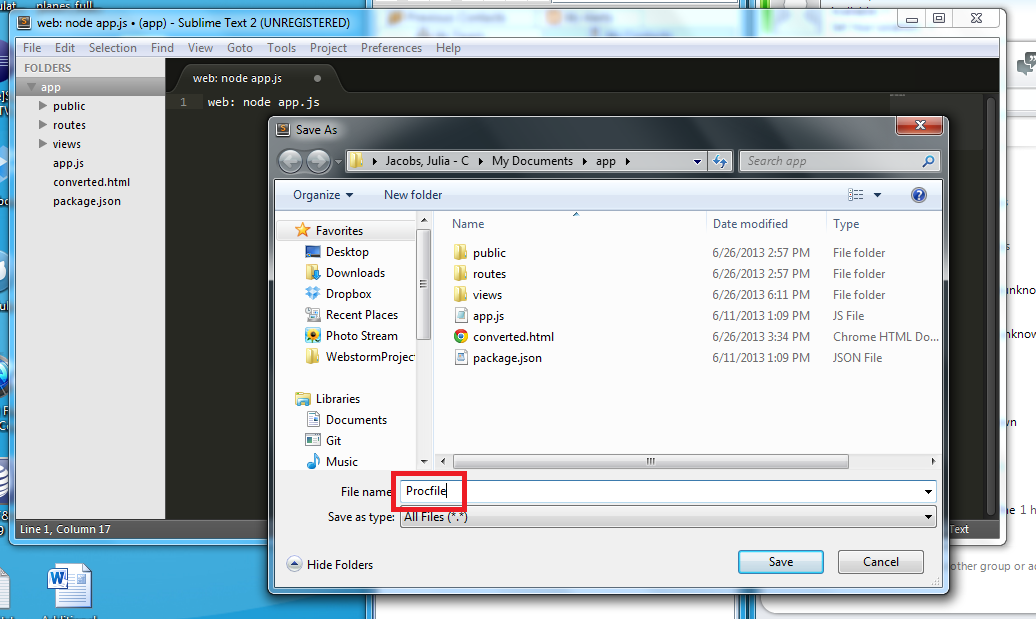 planes_full
web: node app.js • (app) - Sublime Text 2 (UNREGISTERED)
File Edit Selection Find View Goto Tools Project Preferences Help
FOLDERS
app
public
routes
views
app.js
converted.html
package.json
web: node app.js
1 web: node app.js
Save As
Jacobs, Julia - C
My Documents
app
Search app
Organize
New folder
Favorites
Desktop
Downloads
Dropbox
Recent Places
Photo Stream
WebstormProjec
Libraries
Documents
Git
Music
Name Date modified Type
public 6/26/2013 2:57 PM File folder
routes 6/26/2013 2:57 PM File folder
views 6/26/2013 6:11 PM File folder
app.js 6/11/2013 1:09 PM JS File
converted.html 6/26/2013 3:34 PM Chrome HTML Do...
package.json 6/11/2013 1:09 PM JSON File
File name: Procfile
Save as type: All Files (*.*)
Hide Folders
Save
Cancel
Line 1, Column 17
Text
other group or